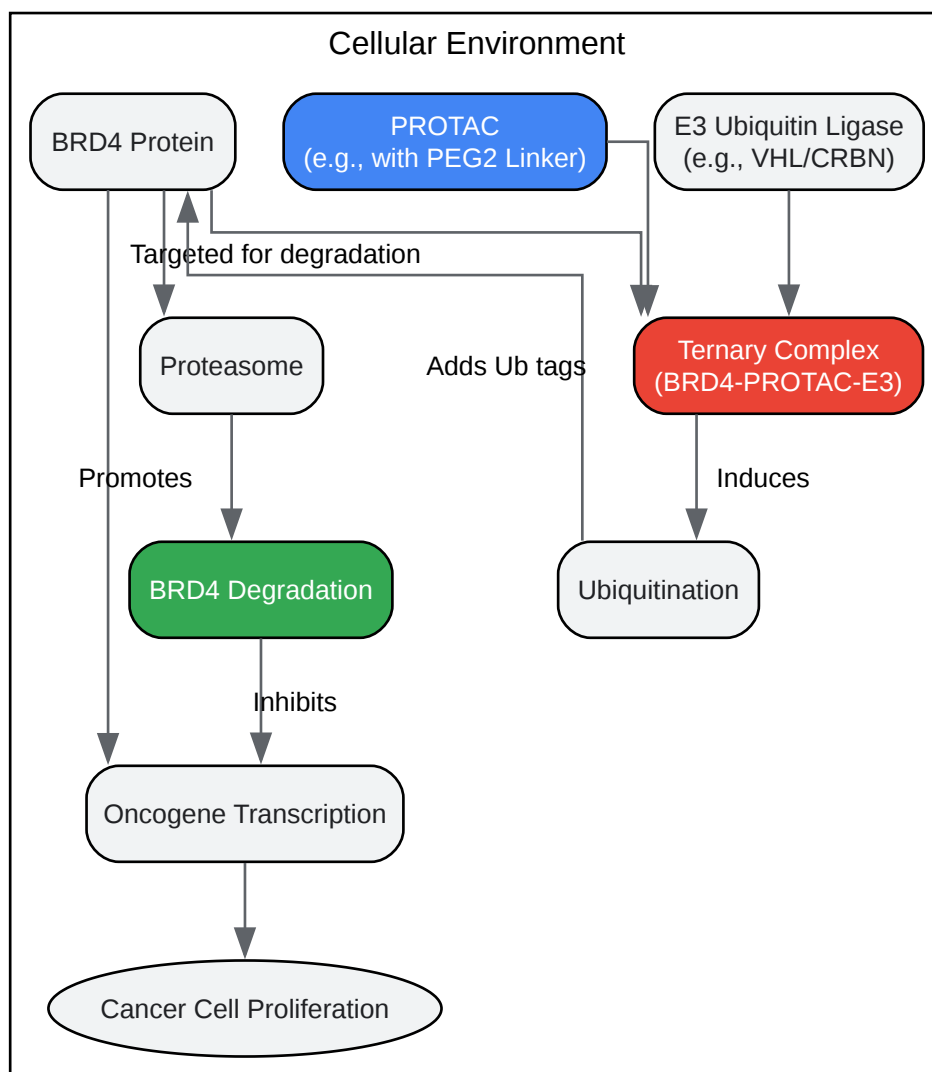 Cellular Environment
BRD4 Protein
PROTAC
(e.g., with PEG2 Linker)
E3 Ubiquitin Ligase
(e.g., VHL/CRBN)
Targeted for degradation
Proteasome
Adds Ub tags
Ternary Complex
(BRD4-PROTAC-E3)
Promotes
Induces
BRD4 Degradation
Ubiquitination
Inhibits
Oncogene Transcription
Cancer Cell Proliferation